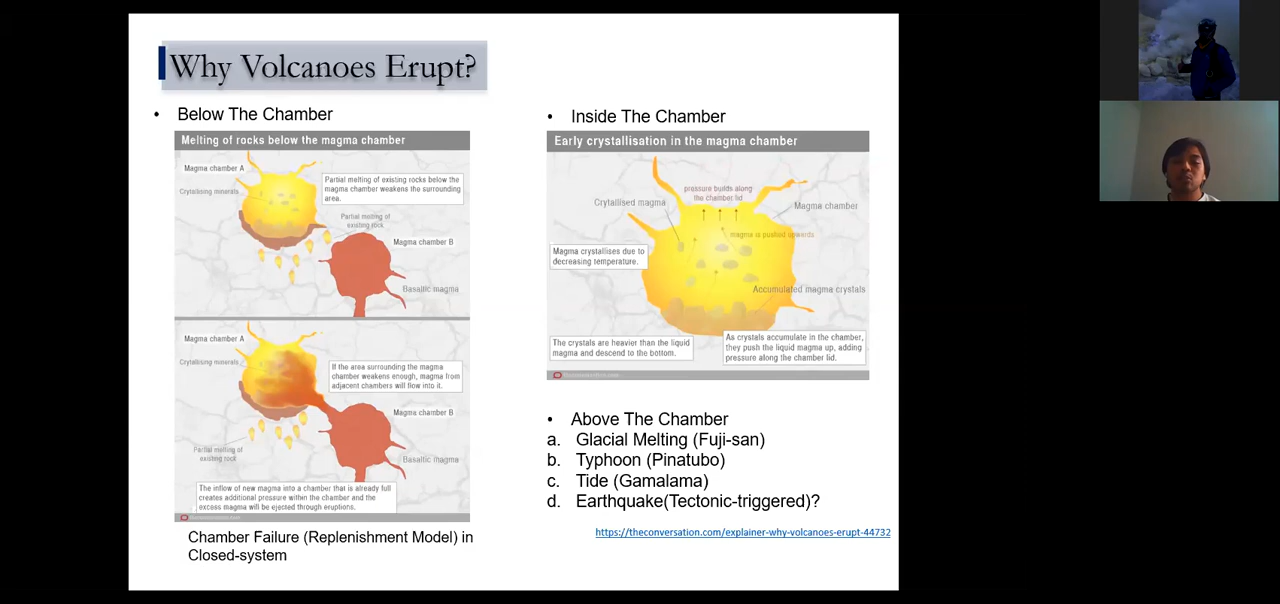 Why Volcanoes Erupt?
• Below The Chamber
Melting of rocks below the magma chamber
Magma chamber A
Crytallising minerals
Partial melting of existing rocks below the
magma chamber weakens the surrounding
area.
Partial melting of
existing rock
Magma chamber B
Basaltic magma
Magma chamber A
Crytallising minerals
If the area surrounding the magma
chamber weakens enough, magma from
adjacent chambers will flow into it.
Magma chamber B
Partial melting of
existing rock
Basaltic magma
The inflow of new magma into a chamber that is already full
creates additional pressure within the chamber and the
excess magma will be ejected through eruptions.
Chamber Failure (Replenishment Model) in
Closed-system
• Inside The Chamber
Early crystallisation in the magma chamber
pressure builds along
the chamber lid
Crytallised magma
Magma chamber
magma is pushed upwards
Magma crystallises due to
decreasing temperature.
Accumulated magma crystals
The crystals are heavier than the liquid
magma and descend to the bottom.
As crystals accumulate in the chamber,
they push the liquid magma up, adding
pressure along the chamber lid.
• Above The Chamber
a. Glacial Melting (Fuji-san)
b. Typhoon (Pinatubo)
c. Tide (Gamalama)
d. Earthquake(Tectonic-triggered)?
https://theconversation.com/explainer-why-volcanoes-erupt-44732